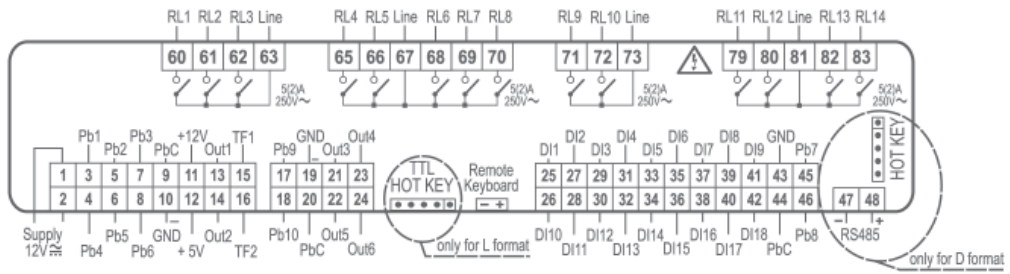 RL1 RL2 RL3 Line RL4 RL5 Line RL6 RL7 RL8 RL9 RL10 Line RL11 RL12 Line RL13 RL14
60 61 62 63 65 66 67 68 69 70 71 72 73 79 80 81 82 83
5(2)A 5(2)A 5(2)A 5(2)A
250V~ 250V~ 250V~ 250V~
HOT KEY
Pb1 Pb3 +12V TF1 GND Out4 DI2 DI4 DI6 DI8 GND
Pb2 PbC Out1 Pb9 Out3 DI1 DI3 DI5 DI7 DI9 Pb7
TTL
HOT KEY
Remote
Keyboard
1 3 5 7 9 11 13 15 17 19 21 23 25 27 29 31 33 35 37 39 41 43 45
2 4 6 8 10 12 14 16 18 20 22 24 26 28 30 32 34 36 38 40 42 44 46
47 48
- +
- +
Supply
12V
Pb5 GND Out2 Pb10 Out5 DI10 DI12 DI14 DI16 DI18 Pb8 RS485
Pb4 Pb6 + 5V TF2 PbC Out6 DI11 DI13 DI15 DI17 PbC
only for L format
only for D format